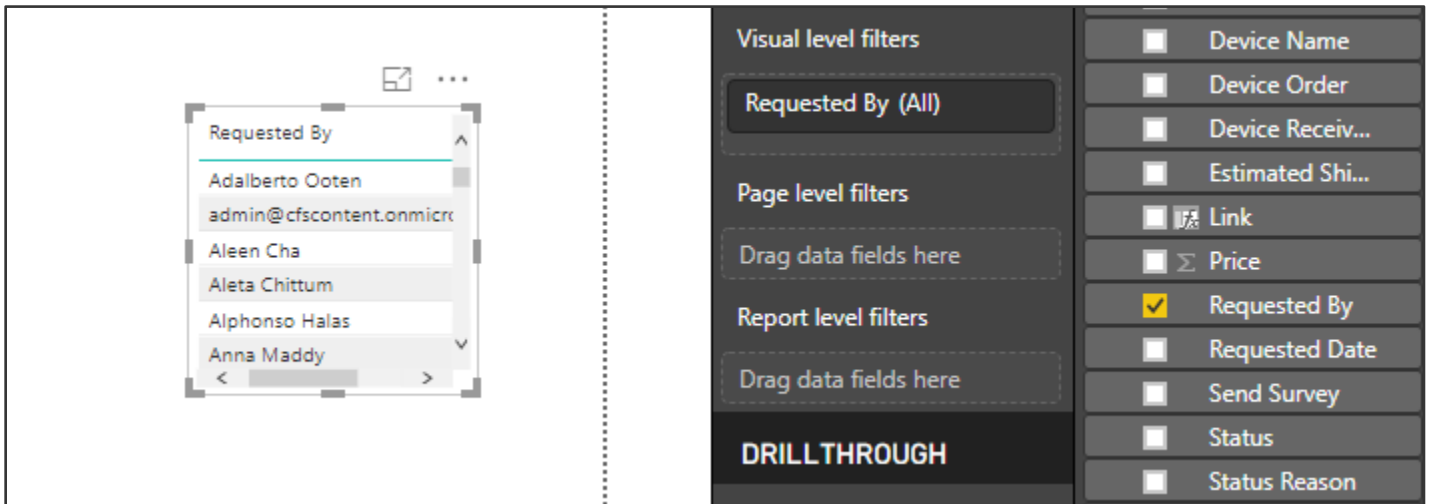 Requested By
Adalberto Ooten
admin@cfscontent.onmicrc
Aleen Cha
Aleta Chittum
Alphonso Halas
Anna Maddy
Visual level filters
Requested By (All)
Page level filters
Drag data fields here
Report level filters
Drag data fields here
DRILLTHROUGH
Device Name
Device Order
Device Receiv...
Estimated Shi...
Link
Σ Price
Requested By
Requested Date
Send Survey
Status
Status Reason